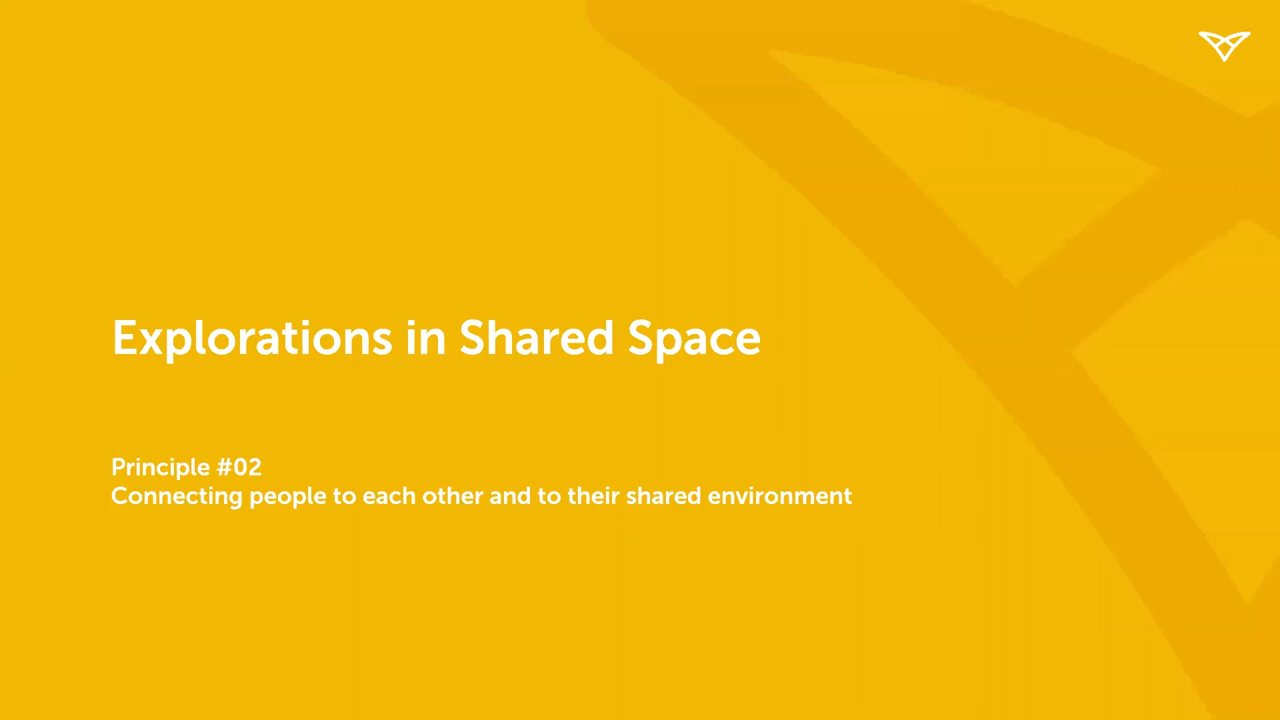 Explorations in Shared Space
Principle #02
Connecting people to each other and to their shared environment